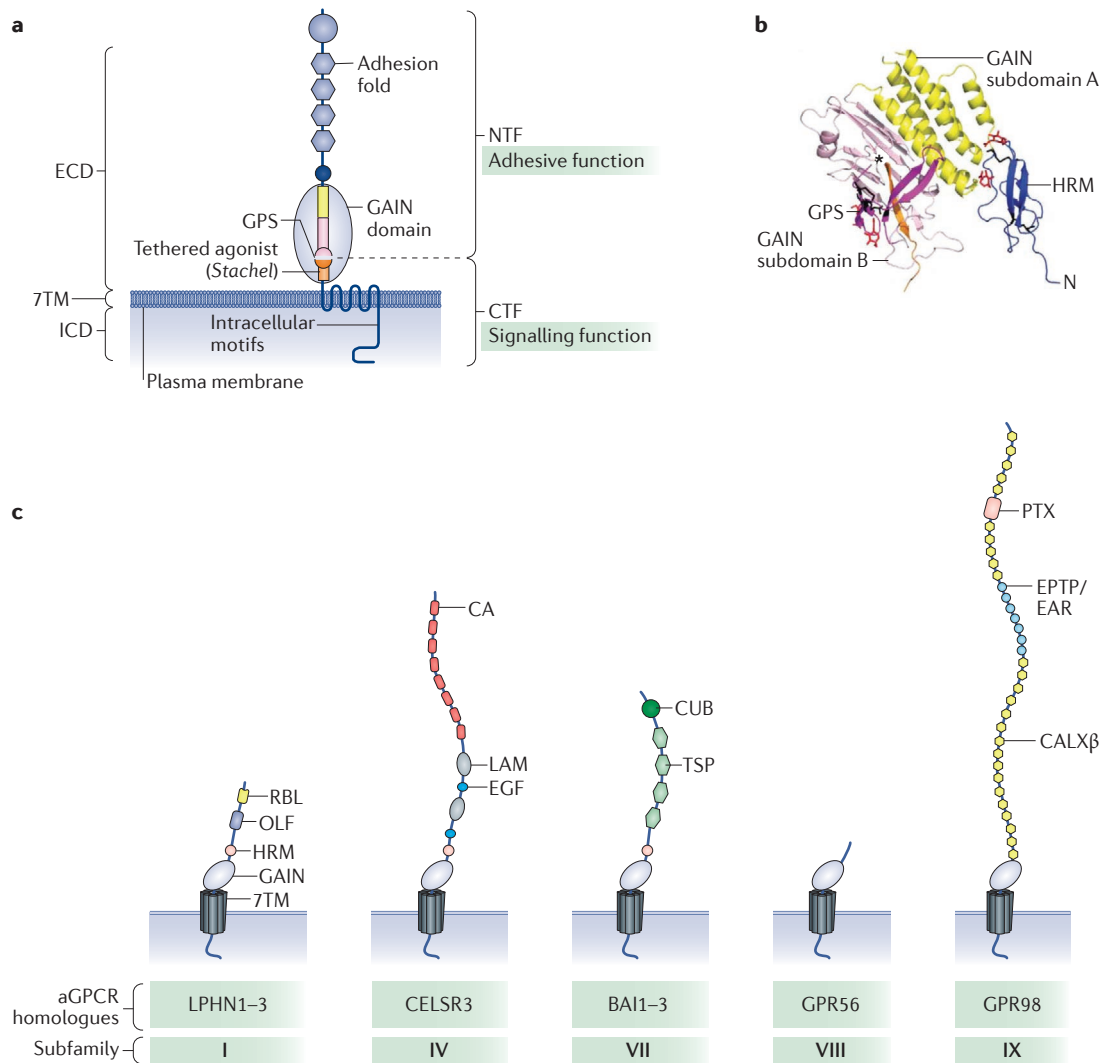 a
Adhesion
fold
ECD
NTF
Adhesive function
GPS
GAIN
domain
Tethered agonist
(Stachel)
7TM
ICD
CTF
Signalling function
Intracellular
motifs
Plasma membrane
b
GAIN
subdomain A
*
HRM
GPS
GAIN
subdomain B
N
c
PTX
EPTP/
EAR
CA
CUB
CALXβ
LAM
TSP
EGF
RBL
OLF
HRM
GAIN
7TM
aGPCR
homologues
LPHN1–3
CELSR3
BAI1–3
GPR56
GPR98
Subfamily
I
IV
VII
VIII
IX